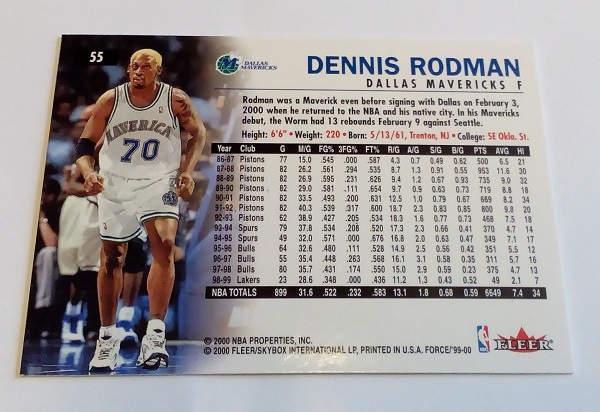 55
DALLAS MAVERICKS
DENNIS RODMAN
DALLAS MAVERICKS F
Rodman was a Maverick even before signing with Dallas on February 3,
2000 when he returned to the NBA and his native city. In his Mavericks
debut, the Worm had 13 rebounds February 9 against Seattle.
Height: 6'6" • Weight: 220 • Born: 5/13/61, Trenton, NJ • College: SE Okla. St.
Year Club G M/G FG% 3FG% FT% R/G A/G S/G B/G PTS AVG HI
86-87 Pistons 77 15.0 .545 .000 .587 4.3 0.7 0.49 0.62 500 6.5 21
87-88 Pistons 82 26.2 .561 .294 .535 8.7 1.3 0.91 0.55 953 11.6 30
88-89 Pistons 82 26.9 .595 .231 .626 9.4 1.2 0.67 0.93 735 9.0 32
89-90 Pistons 82 29.0 .581 .111 .654 9.7 0.9 0.63 0.73 719 8.8 18
90-91 Pistons 82 33.5 .493 .200 .631 12.5 1.0 0.79 0.67 669 8.2 34
91-92 Pistons 82 40.3 .539 .317 .600 18.7 2.3 0.83 0.85 800 9.8 20
92-93 Pistons 62 38.9 .427 .205 .534 18.3 1.6 0.77 0.73 468 7.5 18
93-94 Spurs 79 37.8 .534 .208 .520 17.3 2.3 0.66 0.41 370 4.7 14
94-95 Spurs 49 32.0 .571 .000 .676 16.8 2.0 0.63 0.47 349 7.1 17
95-96 Bulls 64 32.6 .480 .111 .528 14.9 2.5 0.56 0.42 351 5.5 12
96-97 Bulls 55 35.4 .448 .263 .568 16.1 3.1 0.58 0.35 311 5.7 16
97-98 Bulls 80 35.7 .431 .174 .550 15.0 2.9 0.59 0.23 375 4.7 13
98-99 Lakers 23 28.6 .348 .000 .436 11.2 1.3 0.43 0.52 49 2.1 7
NBA TOTALS 899 31.6 .522 .232 .583 13.1 1.8 0.68 0.59 6649 7.4 34
MAVERICKS
70
© 2000 NBA PROPERTIES, INC.
© 2000 FLEER/SKYBOX INTERNATIONAL LP, PRINTED IN U.S.A. FORCE/'99-00
FLEER